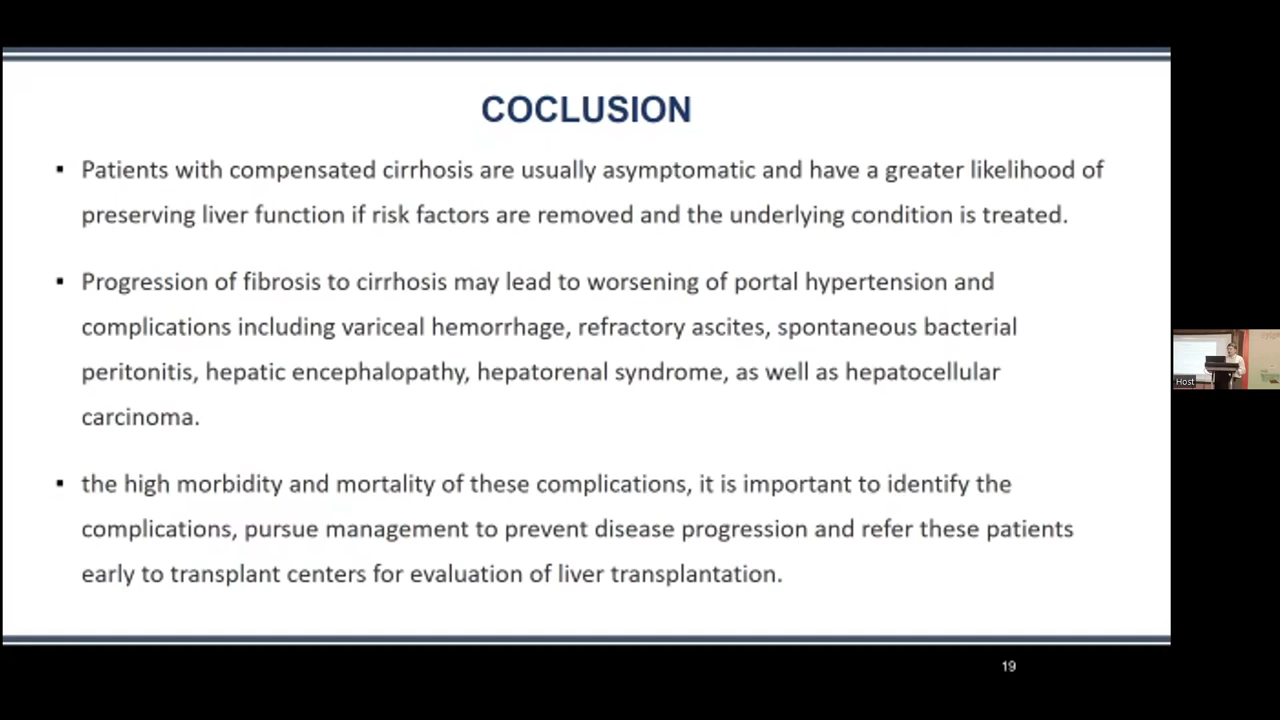 COCLUSION
▪ Patients with compensated cirrhosis are usually asymptomatic and have a greater likelihood of
preserving liver function if risk factors are removed and the underlying condition is treated.
▪ Progression of fibrosis to cirrhosis may lead to worsening of portal hypertension and
complications including variceal hemorrhage, refractory ascites, spontaneous bacterial
peritonitis, hepatic encephalopathy, hepatorenal syndrome, as well as hepatocellular
carcinoma.
▪ the high morbidity and mortality of these complications, it is important to identify the
complications, pursue management to prevent disease progression and refer these patients
early to transplant centers for evaluation of liver transplantation.
Host
19